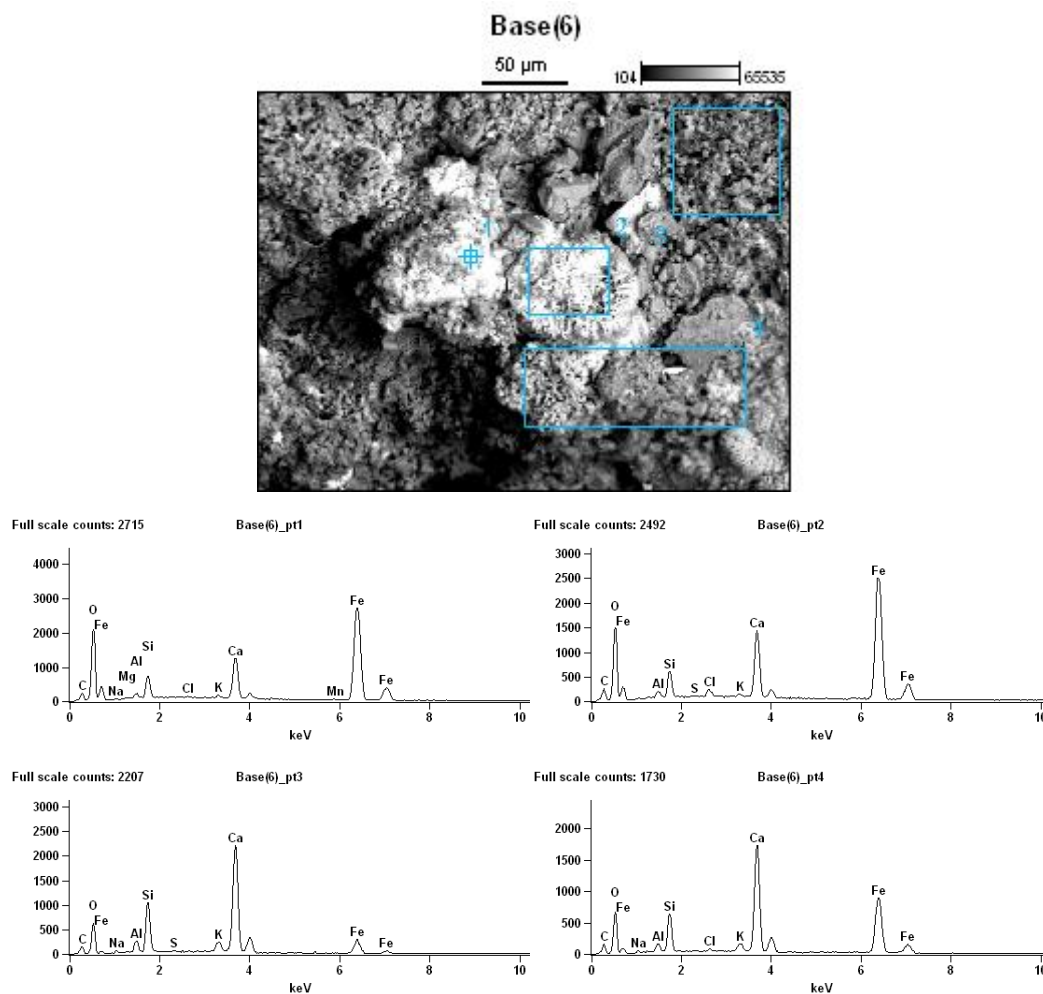 Base(6)
50 µm
104 65535
1
2
3
4
Full scale counts: 2715 Base(6)_pt1
4000
3000
2000
1000
0
C O Fe Na Mg Al Si Cl K Ca Mn Fe Fe
0 2 4 6 8 10
keV
Full scale counts: 2492 Base(6)_pt2
3000
2500
2000
1500
1000
500
0
C O Fe Al Si S Cl K Ca Fe Fe
0 2 4 6 8 10
keV
Full scale counts: 2207 Base(6)_pt3
3000
2500
2000
1500
1000
500
0
C O Fe Na Al Si S K Ca Fe Fe
0 2 4 6 8 10
keV
Full scale counts: 1730 Base(6)_pt4
2000
1500
1000
500
0
C O Fe Na Al Si Cl K Ca Fe Fe
0 2 4 6 8 10
keV